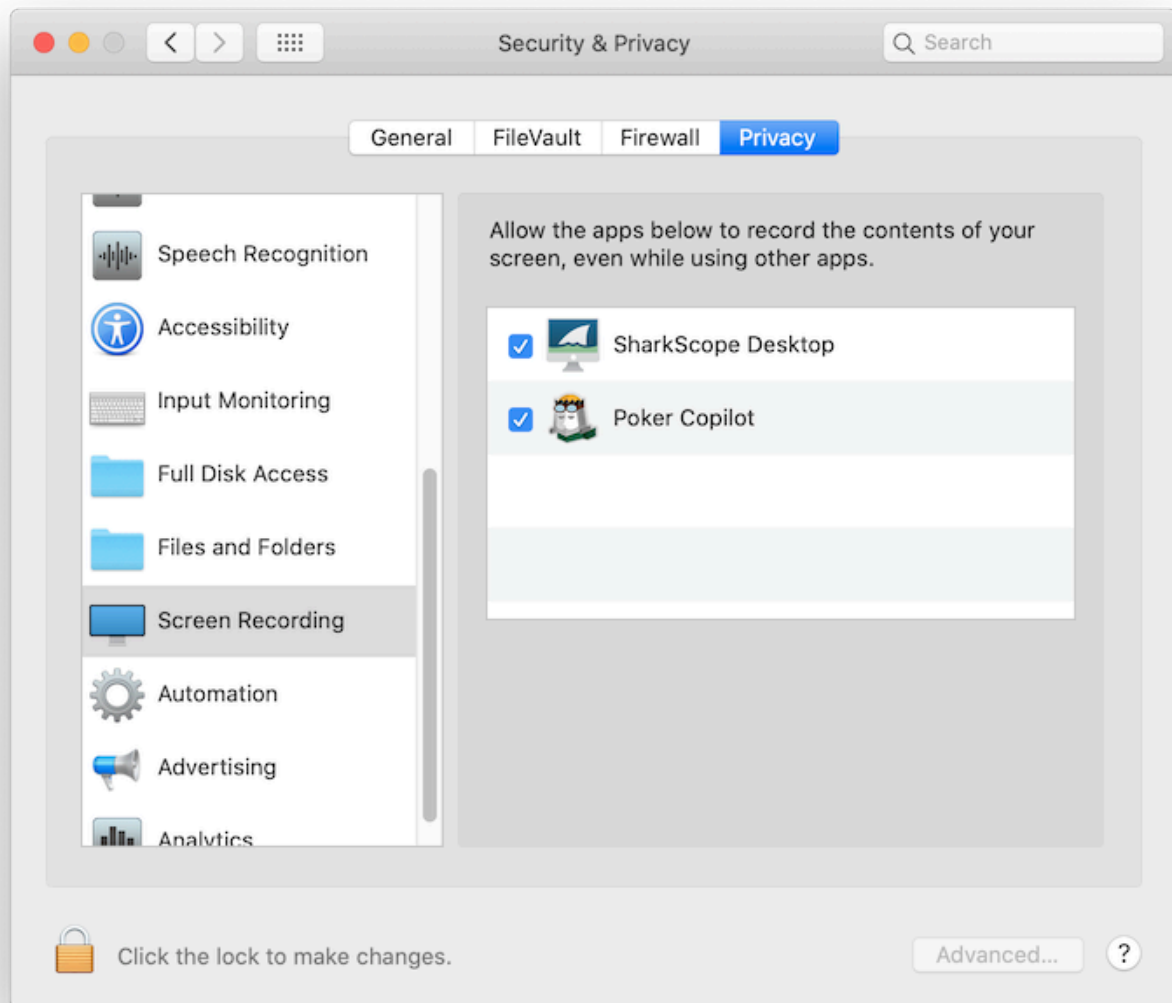 Security & Privacy
Search
General
FileVault
Firewall
Privacy
Speech Recognition
Accessibility
Input Monitoring
Full Disk Access
Files and Folders
Screen Recording
Automation
Advertising
Analytics
Allow the apps below to record the contents of your
screen, even while using other apps.
SharkScope Desktop
Poker Copilot
Click the lock to make changes.
Advanced...
?